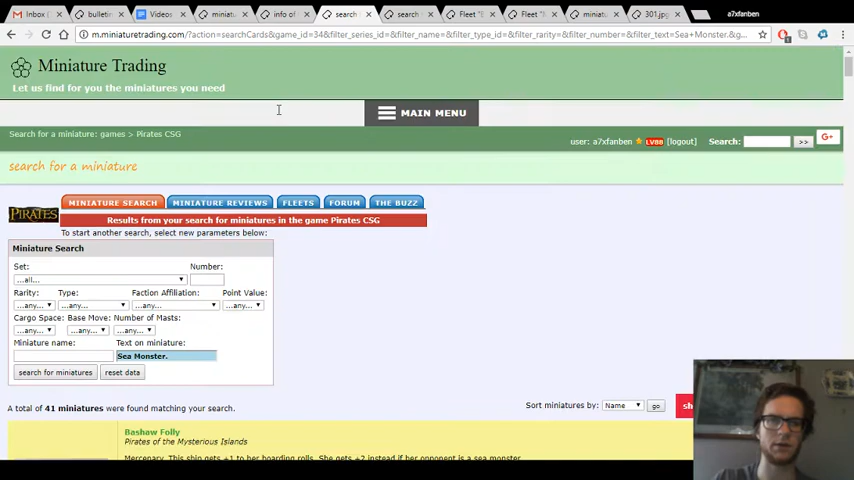 Inbox (
bulletin
Videos
miniatu
info of
search
search
Fleet "E
Fleet "
miniatu
301.jpg
a7xfanben
m.miniaturetrading.com/?action=searchCards&game_id=34&filter_series_id=&filter_name=&filter_type_id=&filter_rarity=&filter_number=&filter_text=Sea+Monster.&g...
Miniature Trading
Let us find for you the miniatures you need
MAIN MENU
Search for a miniature: games > Pirates CSG
user: a7xfanben LV88 [logout] Search: >> G+
search for a miniature
PIRATES
MINIATURE SEARCH MINIATURE REVIEWS FLEETS FORUM THE BUZZ
Results from your search for miniatures in the game Pirates CSG
To start another search, select new parameters below:
Miniature Search
Set: Number:
...all...
Rarity: Type: Faction Affiliation: Point Value:
...any... ...any... ...any... ...any...
Cargo Space: Base Move: Number of Masts:
...any... ...any... ...any...
Miniature name: Text on miniature:
Sea Monster.
search for miniatures reset data
A total of 41 miniatures were found matching your search.
Sort miniatures by: Name go sh
Bashaw Folly
Pirates of the Mysterious Islands
Mercenary. This ship gets +1 to her boarding rolls. She gets +2 instead if her opponent is a sea monster.